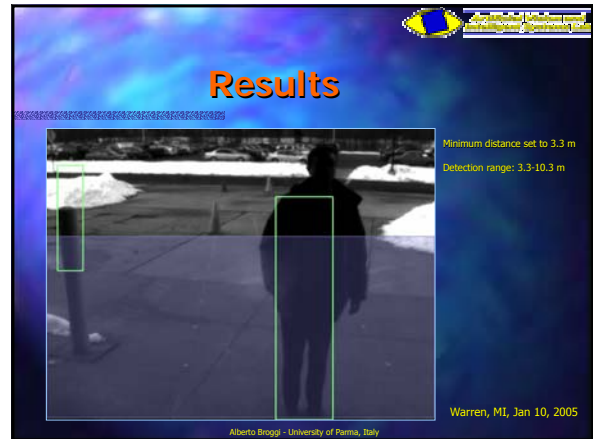 Results
Minimum distance set to 3.3 m
Detection range: 3.3-10.3 m
Warren, MI, Jan 10, 2005
Alberto Broggi - University of Parma, Italy